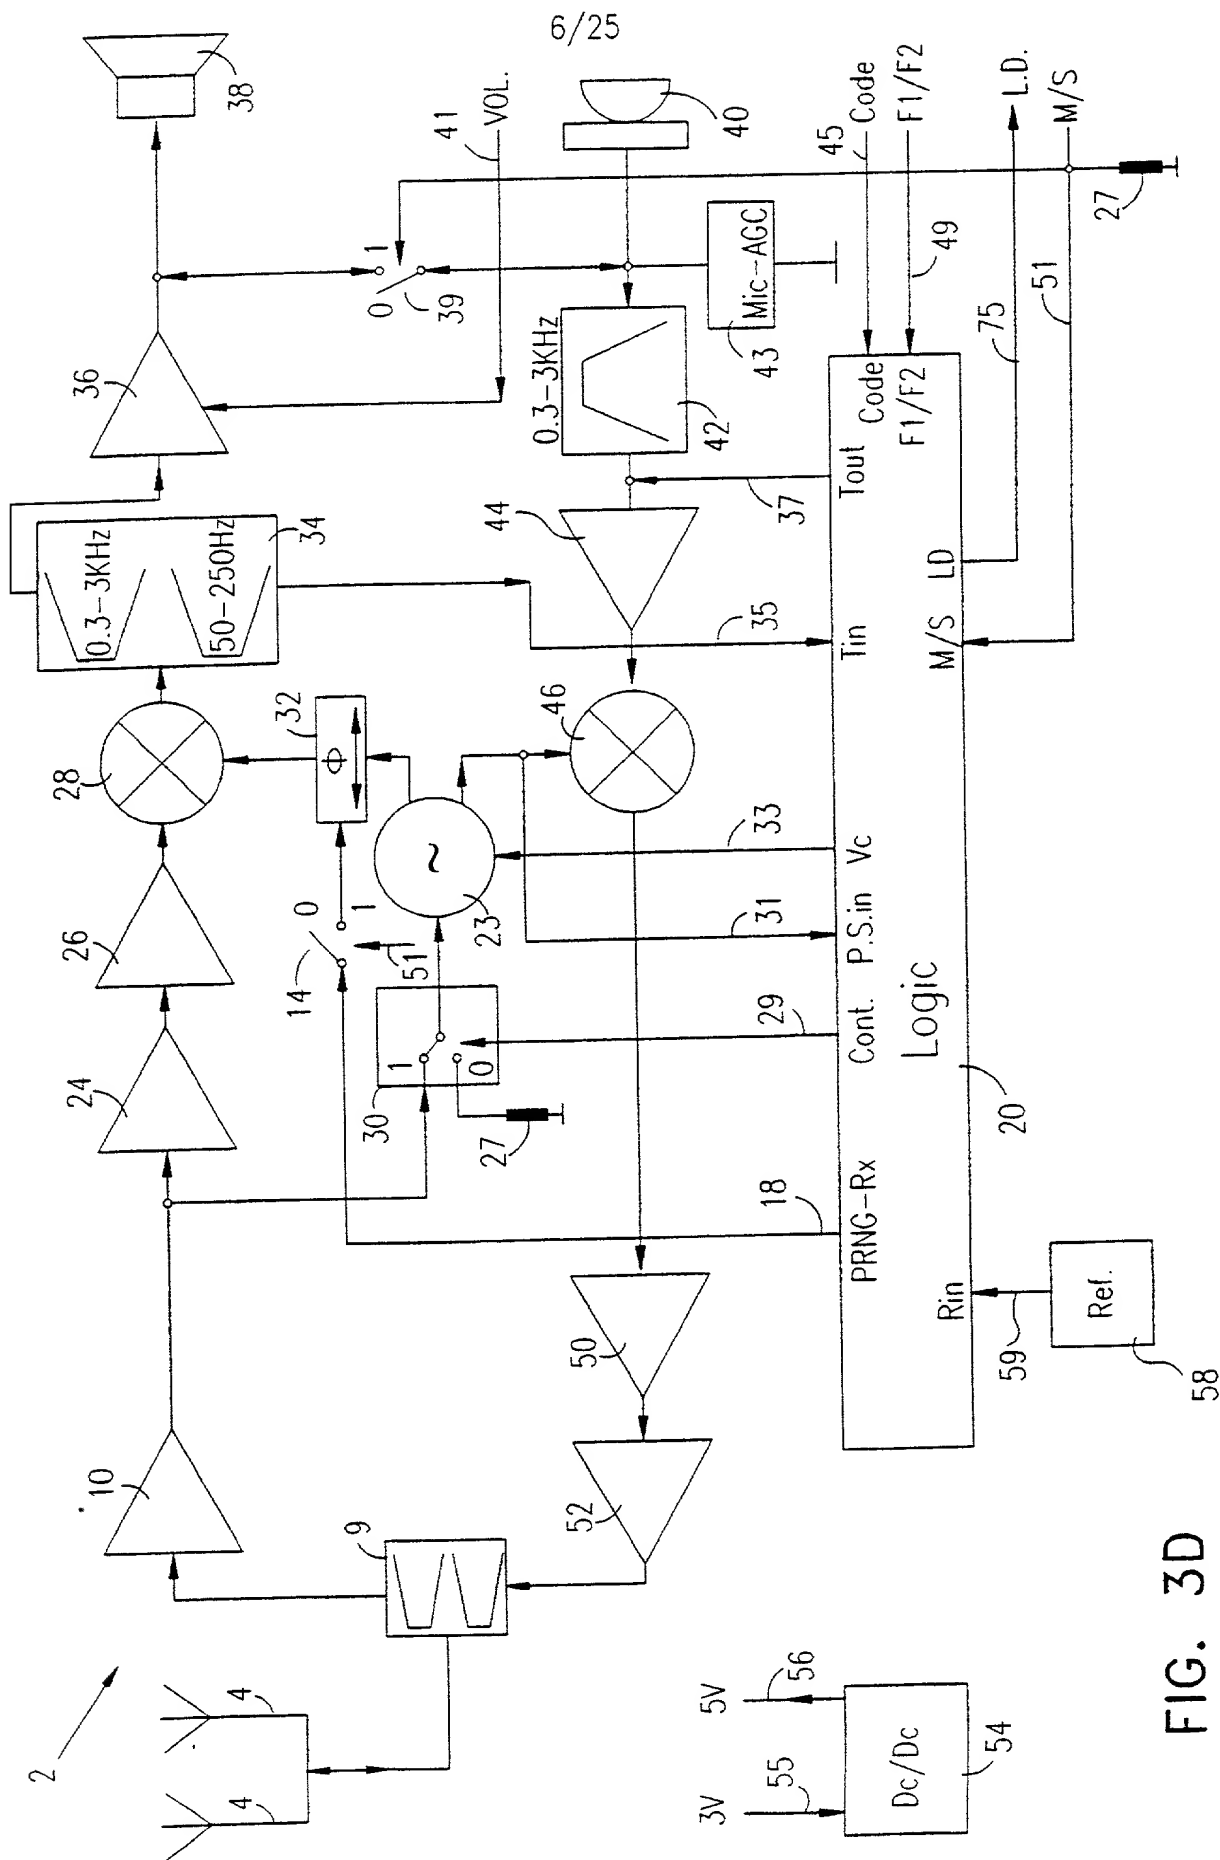 6/25
38
40
41
VOL.
45
Code
F1/F2
L.D.
M/S
27
1
0
39
49
75
51
36
0.3-3KHz
42
Mic-AGC
43
Code
F1/F2
Tout
37
44
0.3-3KHz
50-250Hz
34
35
Tin
LD
M/S
28
32
ϕ
46
~
23
33
Vc
26
14
0
1
51
31
P.S.in
24
30
1
0
27
29
Cont.
Logic
20
18
PRNG-Rx
Rin
59
Ref.
58
10
50
52
9
2
4
4
5V
56
3V
55
Dc/Dc
54
FIG. 3D